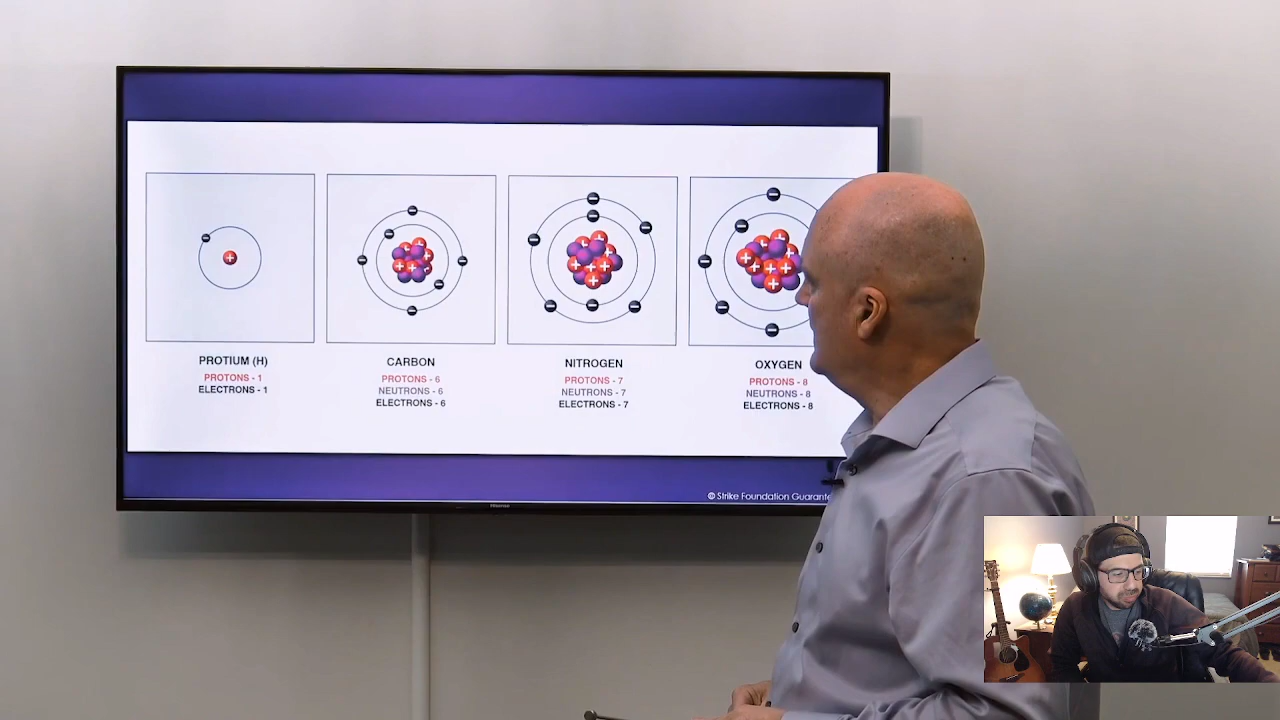 PROTIUM (H)
PROTONS - 1
ELECTRONS - 1
CARBON
PROTONS - 6
NEUTRONS - 6
ELECTRONS - 6
NITROGEN
PROTONS - 7
NEUTRONS - 7
ELECTRONS - 7
OXYGEN
PROTONS - 8
NEUTRONS - 8
ELECTRONS - 8
© Strike Foundation Guarante
Hisense